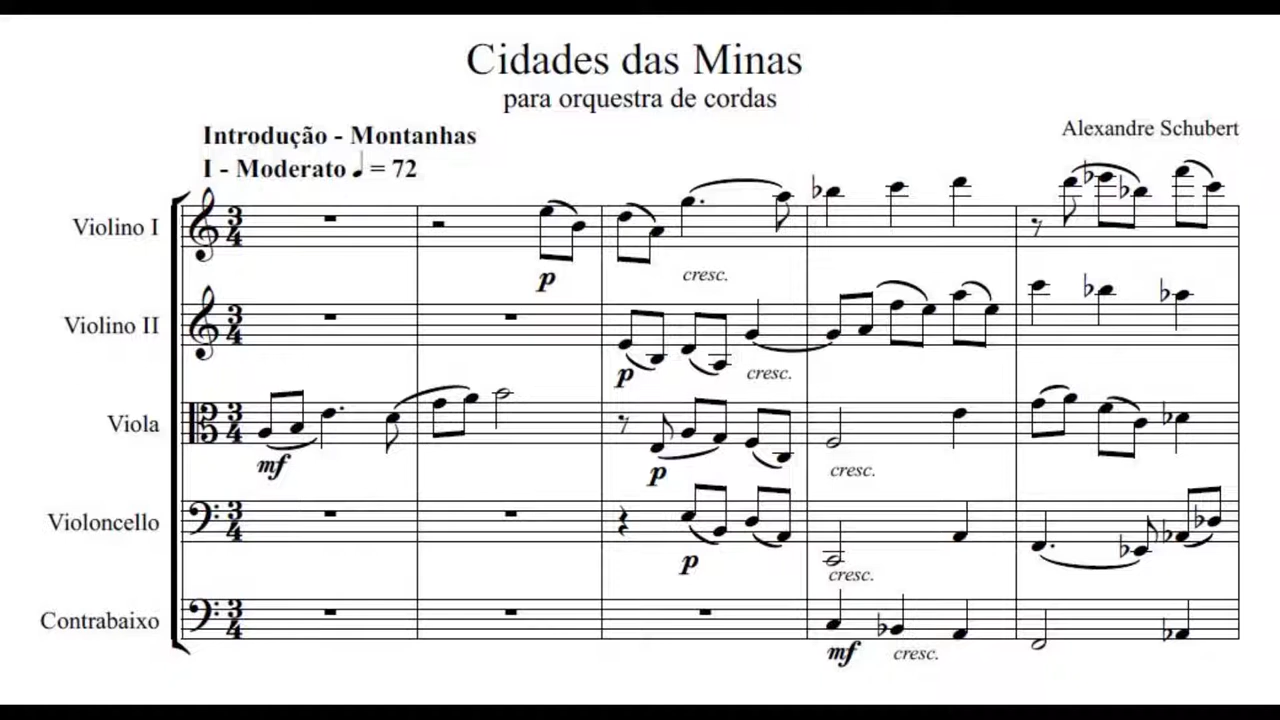 Cidades das Minas
para orquestra de cordas
Alexandre Schubert
Introdução - Montanhas
I - Moderato ♩ = 72
Violino I
p
cresc.
Violino II
p
cresc.
Viola
mf
p
cresc.
Violoncello
p
cresc.
Contrabaixo
mf
cresc.